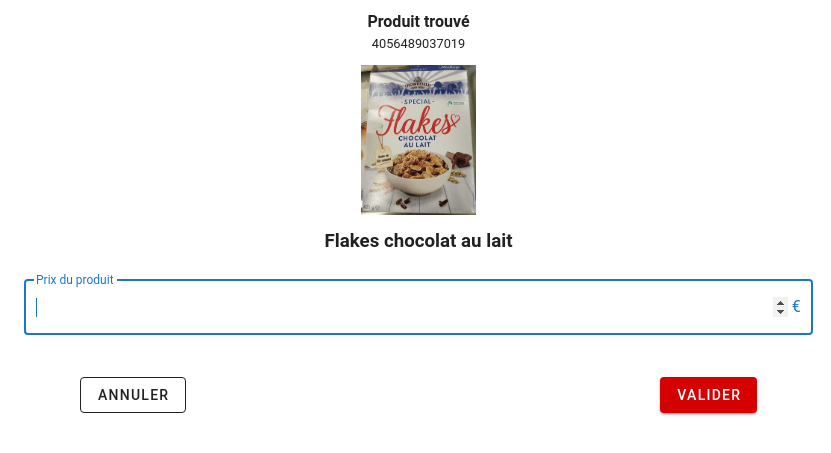 Produit trouvé
4056489037019
-SPECIAL-
Flakes
CHOCOLAT
AU LAIT
Flakes chocolat au lait
Prix du produit
€
ANNULER
VALIDER